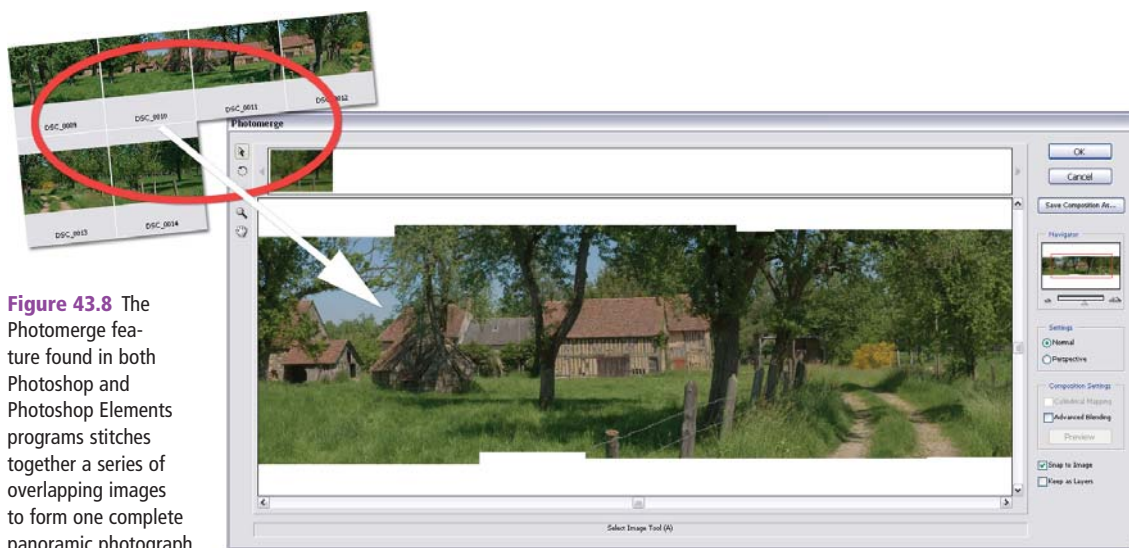 DSC_0009
DSC_0010
DSC_0011
DSC_0012
DSC_0013
DSC_0014
Photomerge
OK
Cancel
Save Composition As...
Navigator
Settings
Normal
Perspective
Composition Settings
Cylindrical Mapping
Advanced Blending
Preview
Snap to Image
Keep as Layers
Select Image Tool (A)
Figure 43.8 The
Photomerge fea-
ture found in both
Photoshop and
Photoshop Elements
programs stitches
together a series of
overlapping images
to form one complete
panoramic photograph